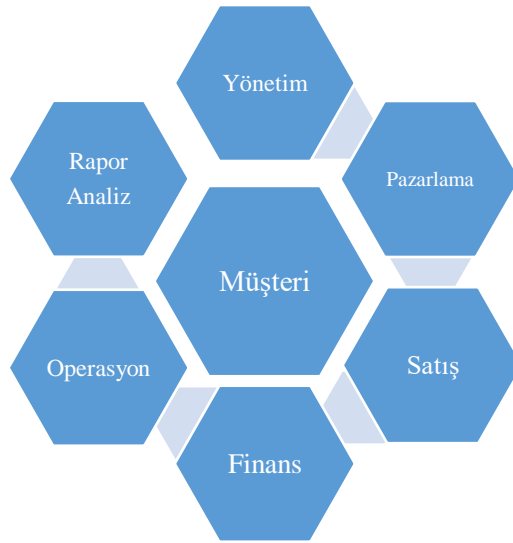 Yönetim
Pazarlama
Rapor
Analiz
Müşteri
Operasyon
Satış
Finans